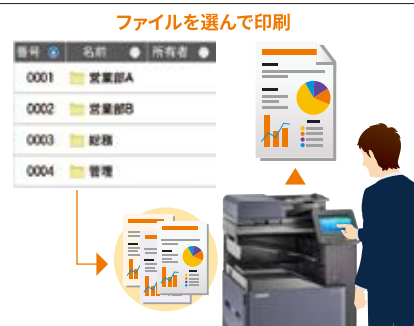 ファイルを選んで印刷
番号 名前 所有者
0001 営業部A
0002 営業部B
0003 総務
0004 管理